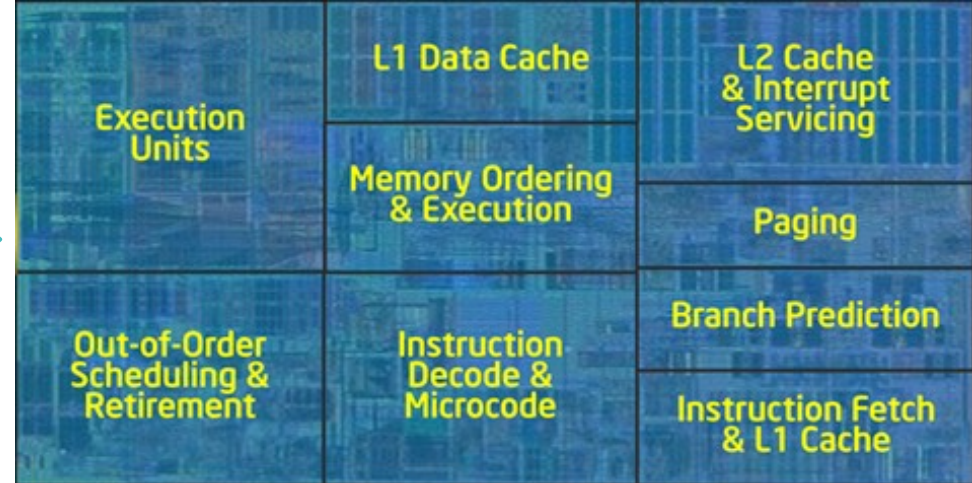 Execution
Units
L1 Data Cache
Memory Ordering
& Execution
L2 Cache
& Interrupt
Servicing
Paging
Branch Prediction
Out-of-Order
Scheduling &
Retirement
Instruction
Decode &
Microcode
Instruction Fetch
& L1 Cache